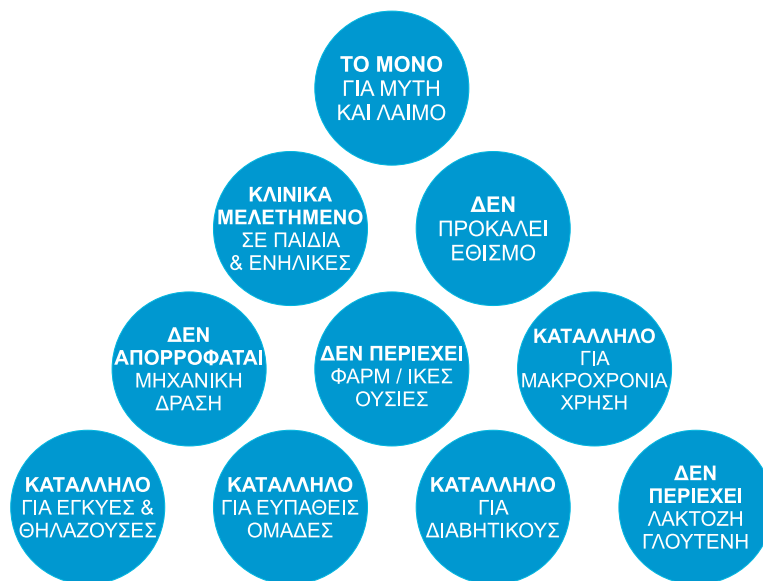 ΤΟ ΜΟΝΟ
ΓΙΑ ΜΥΤΗ
ΚΑΙ ΛΑΙΜΟ
ΚΛΙΝΙΚΑ
ΜΕΛΕΤΗΜΕΝΟ
ΣΕ ΠΑΙΔΙΑ
& ΕΝΗΛΙΚΕΣ
ΔΕΝ
ΠΡΟΚΑΛΕΙ
ΕΘΙΣΜΟ
ΔΕΝ
ΑΠΟΡΡΟΦΑΤΑΙ
ΜΗΧΑΝΙΚΗ
ΔΡΑΣΗ
ΔΕΝ ΠΕΡΙΕΧΕΙ
ΦΑΡΜ / ΙΚΕΣ
ΟΥΣΙΕΣ
ΚΑΤΑΛΛΗΛΟ
ΓΙΑ
ΜΑΚΡΟΧΡΟΝΙΑ
ΧΡΗΣΗ
ΚΑΤΑΛΛΗΛΟ
ΓΙΑ ΕΓΚΥΕΣ &
ΘΗΛΑΖΟΥΣΕΣ
ΚΑΤΑΛΛΗΛΟ
ΓΙΑ ΕΥΠΑΘΕΙΣ
ΟΜΑΔΕΣ
ΚΑΤΑΛΛΗΛΟ
ΓΙΑ
ΔΙΑΒΗΤΙΚΟΥΣ
ΔΕΝ
ΠΕΡΙΕΧΕΙ
ΛΑΚΤΟΖΗ
ΓΛΟΥΤΕΝΗ